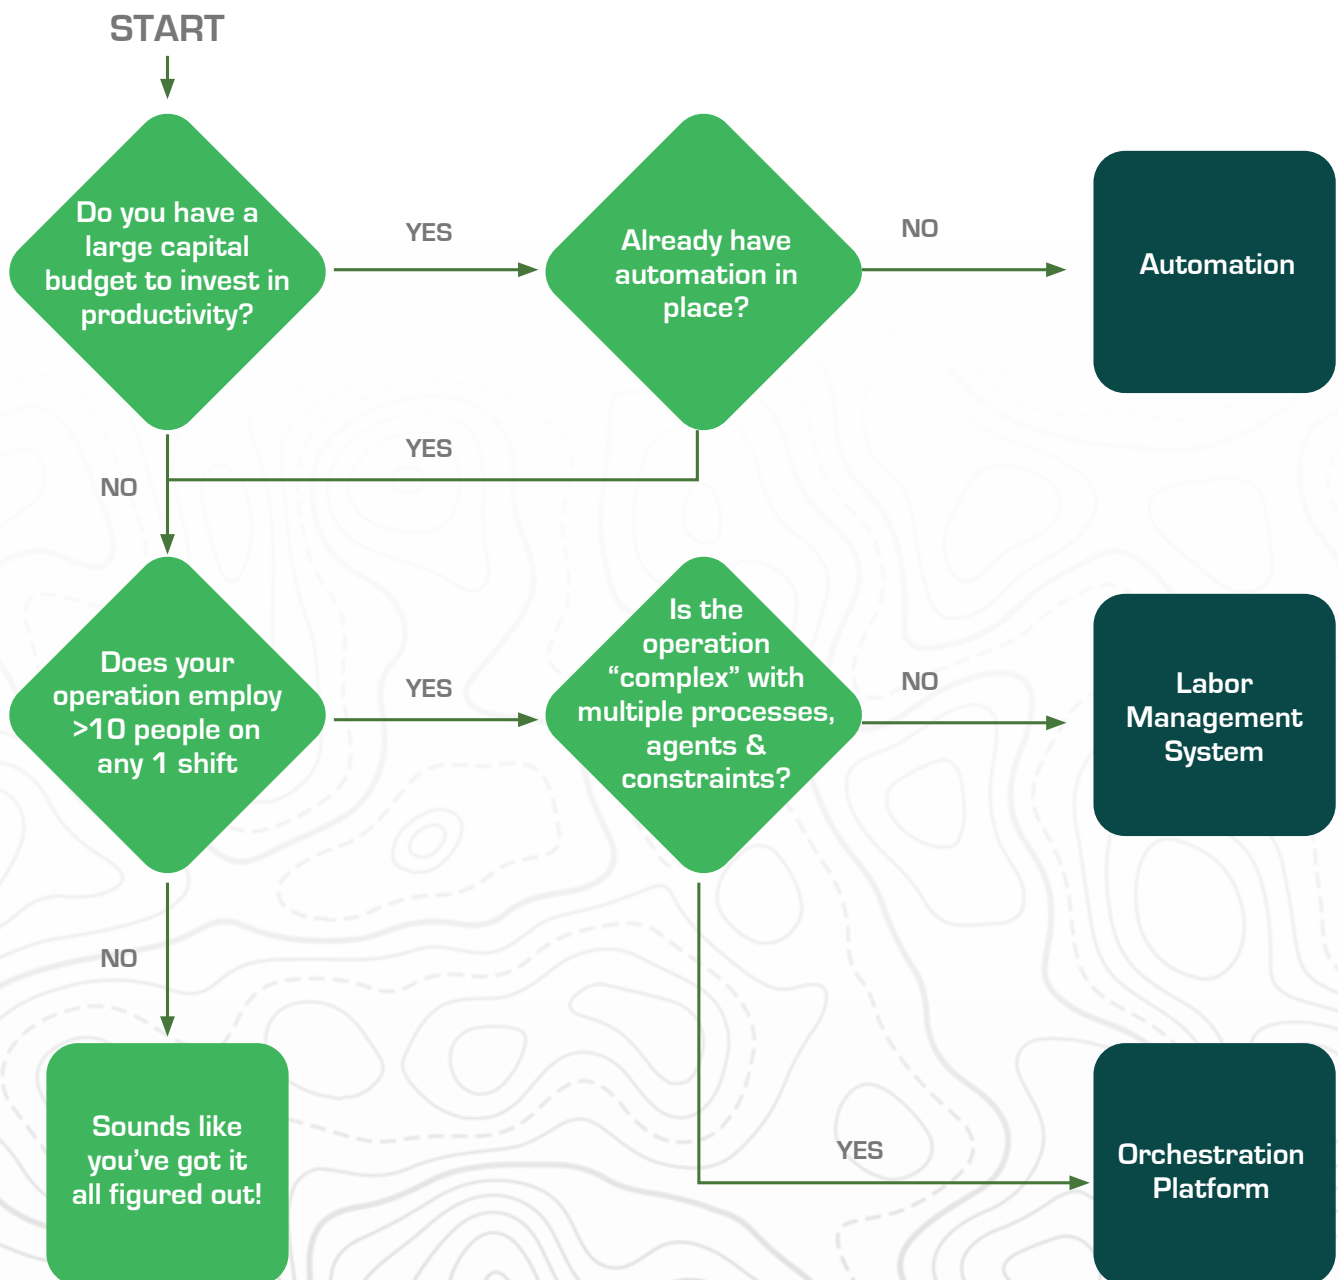 START
Do you have a
large capital
budget to invest in
productivity?
YES
Already have
automation in
place?
NO
Automation
YES
NO
Does your
operation employ
>10 people on
any 1 shift
YES
Is the
operation
“complex” with
multiple processes,
agents &
constraints?
NO
Labor
Management
System
NO
Sounds like
you’ve got it
all figured out!
YES
Orchestration
Platform